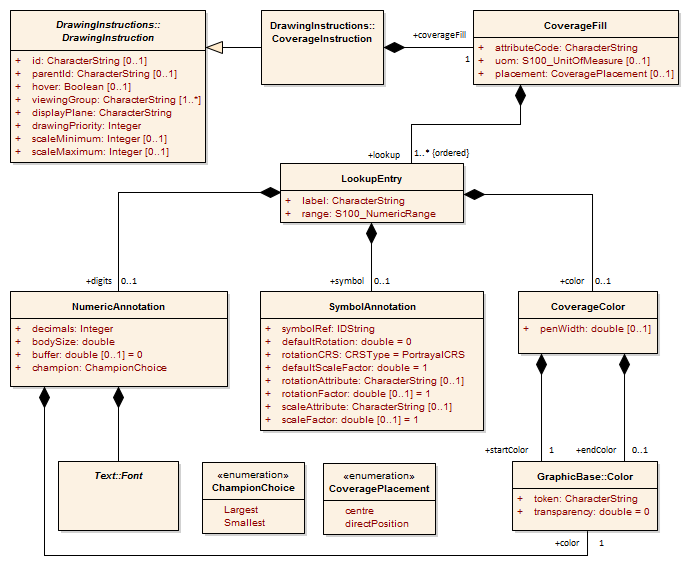 DrawingInstructions::
DrawingInstruction
+ id: CharacterString [0..1]
+ parentId: CharacterString [0..1]
+ hover: Boolean [0..1]
+ viewingGroup: CharacterString [1..*]
+ displayPlane: CharacterString
+ drawingPriority: Integer
+ scaleMinimum: Integer [0..1]
+ scaleMaximum: Integer [0..1]
DrawingInstructions::
CoverageInstruction
+coverageFill
1
CoverageFill
+ attributeCode: CharacterString
+ uom: S100_UnitOfMeasure [0..1]
+ placement: CoveragePlacement [0..1]
+lookup 1..* {ordered}
LookupEntry
+ label: CharacterString
+ range: S100_NumericRange
+digits 0..1
+symbol 0..1
+color 0..1
NumericAnnotation
+ decimals: Integer
+ bodySize: double
+ buffer: double [0..1] = 0
+ champion: ChampionChoice
SymbolAnnotation
+ symbolRef: IDString
+ defaultRotation: double = 0
+ rotationCRS: CRSType = PortrayalCRS
+ defaultScaleFactor: double = 1
+ rotationAttribute: CharacterString [0..1]
+ rotationFactor: double [0..1] = 1
+ scaleAttribute: CharacterString [0..1]
+ scaleFactor: double [0..1] = 1
CoverageColor
+ penWidth: double [0..1]
+startColor 1
+endColor 0..1
Text::Font
«enumeration»
ChampionChoice
Largest
Smallest
«enumeration»
CoveragePlacement
centre
directPosition
GraphicBase::Color
+ token: CharacterString
+ transparency: double = 0
+color 1